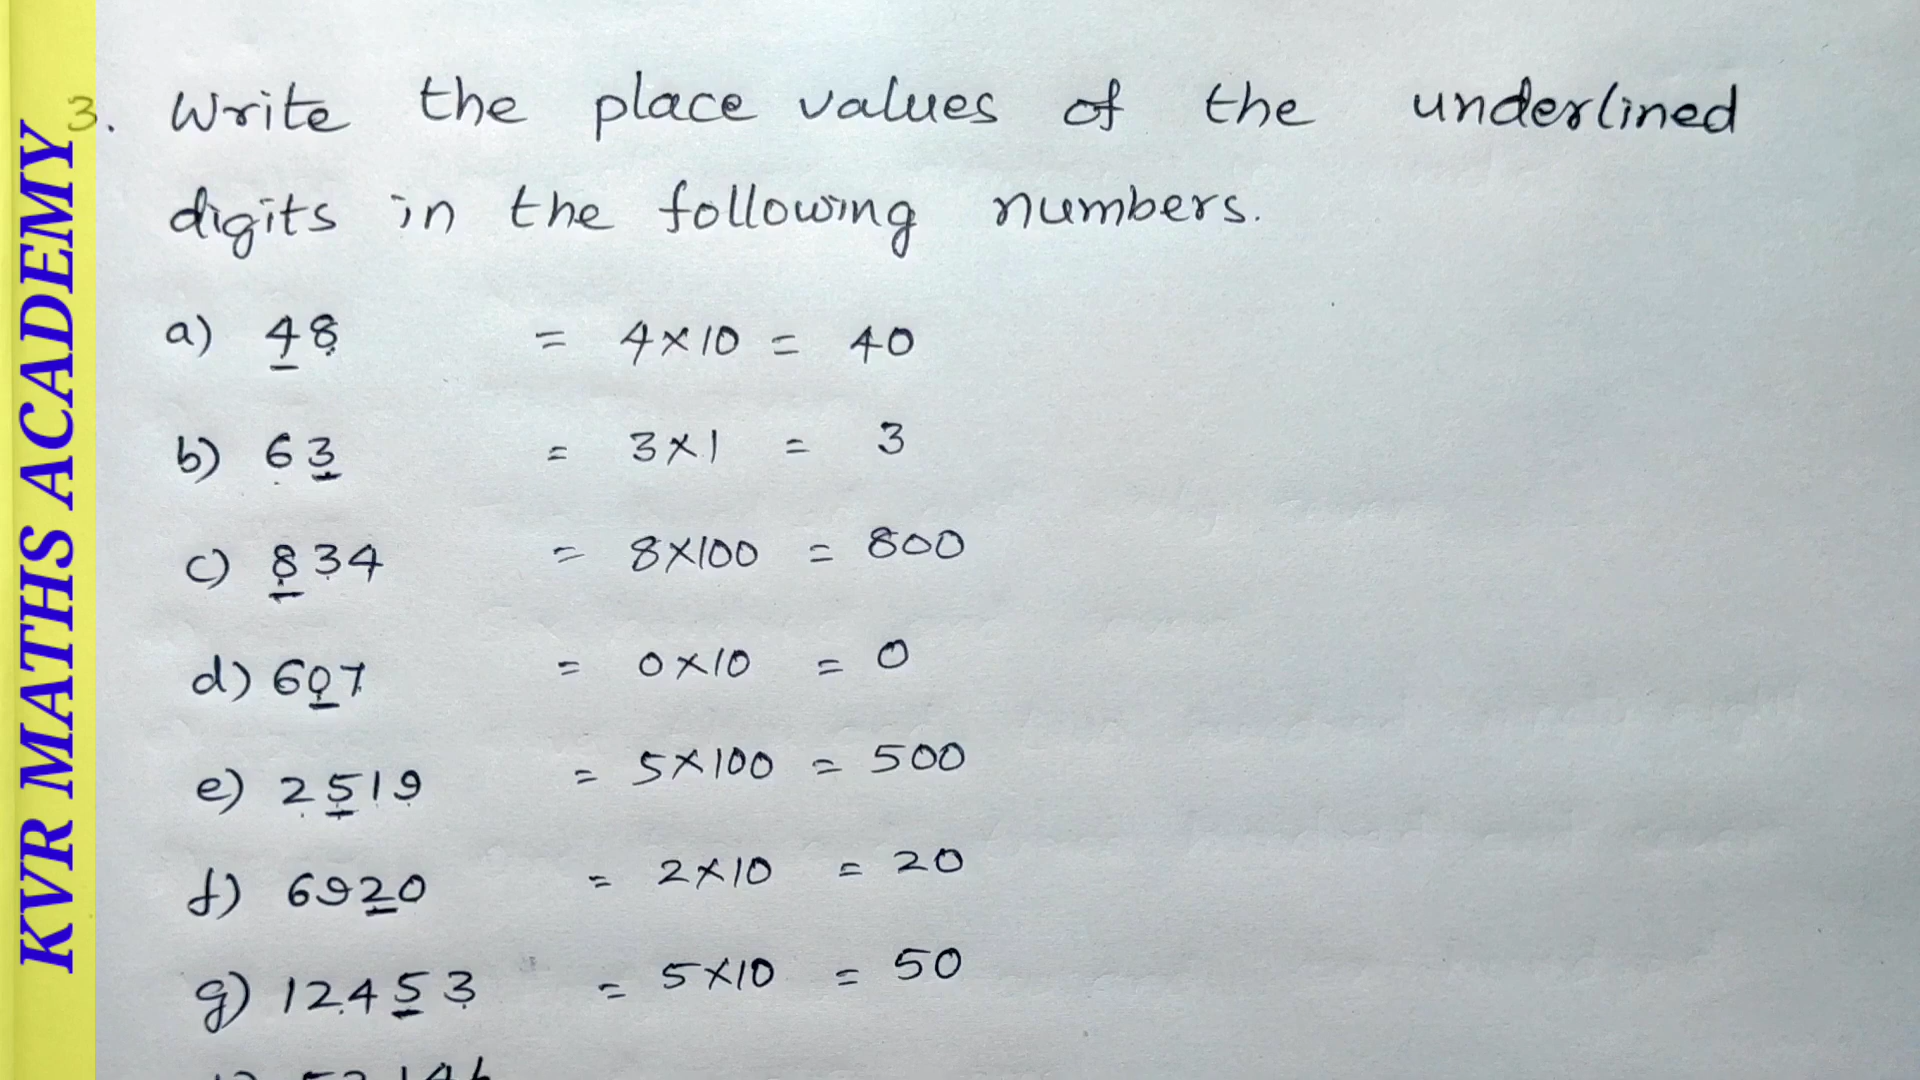 KVR MATHS ACADEMY
3. Write the place values of the underlined
digits in the following numbers.
a) 48 = 4×10 = 40
b) 63 = 3×1 = 3
c) 834 = 8×100 = 800
d) 607 = 0×10 = 0
e) 2519 = 5×100 = 500
f) 6920 = 2×10 = 20
g) 12453 = 5×10 = 50